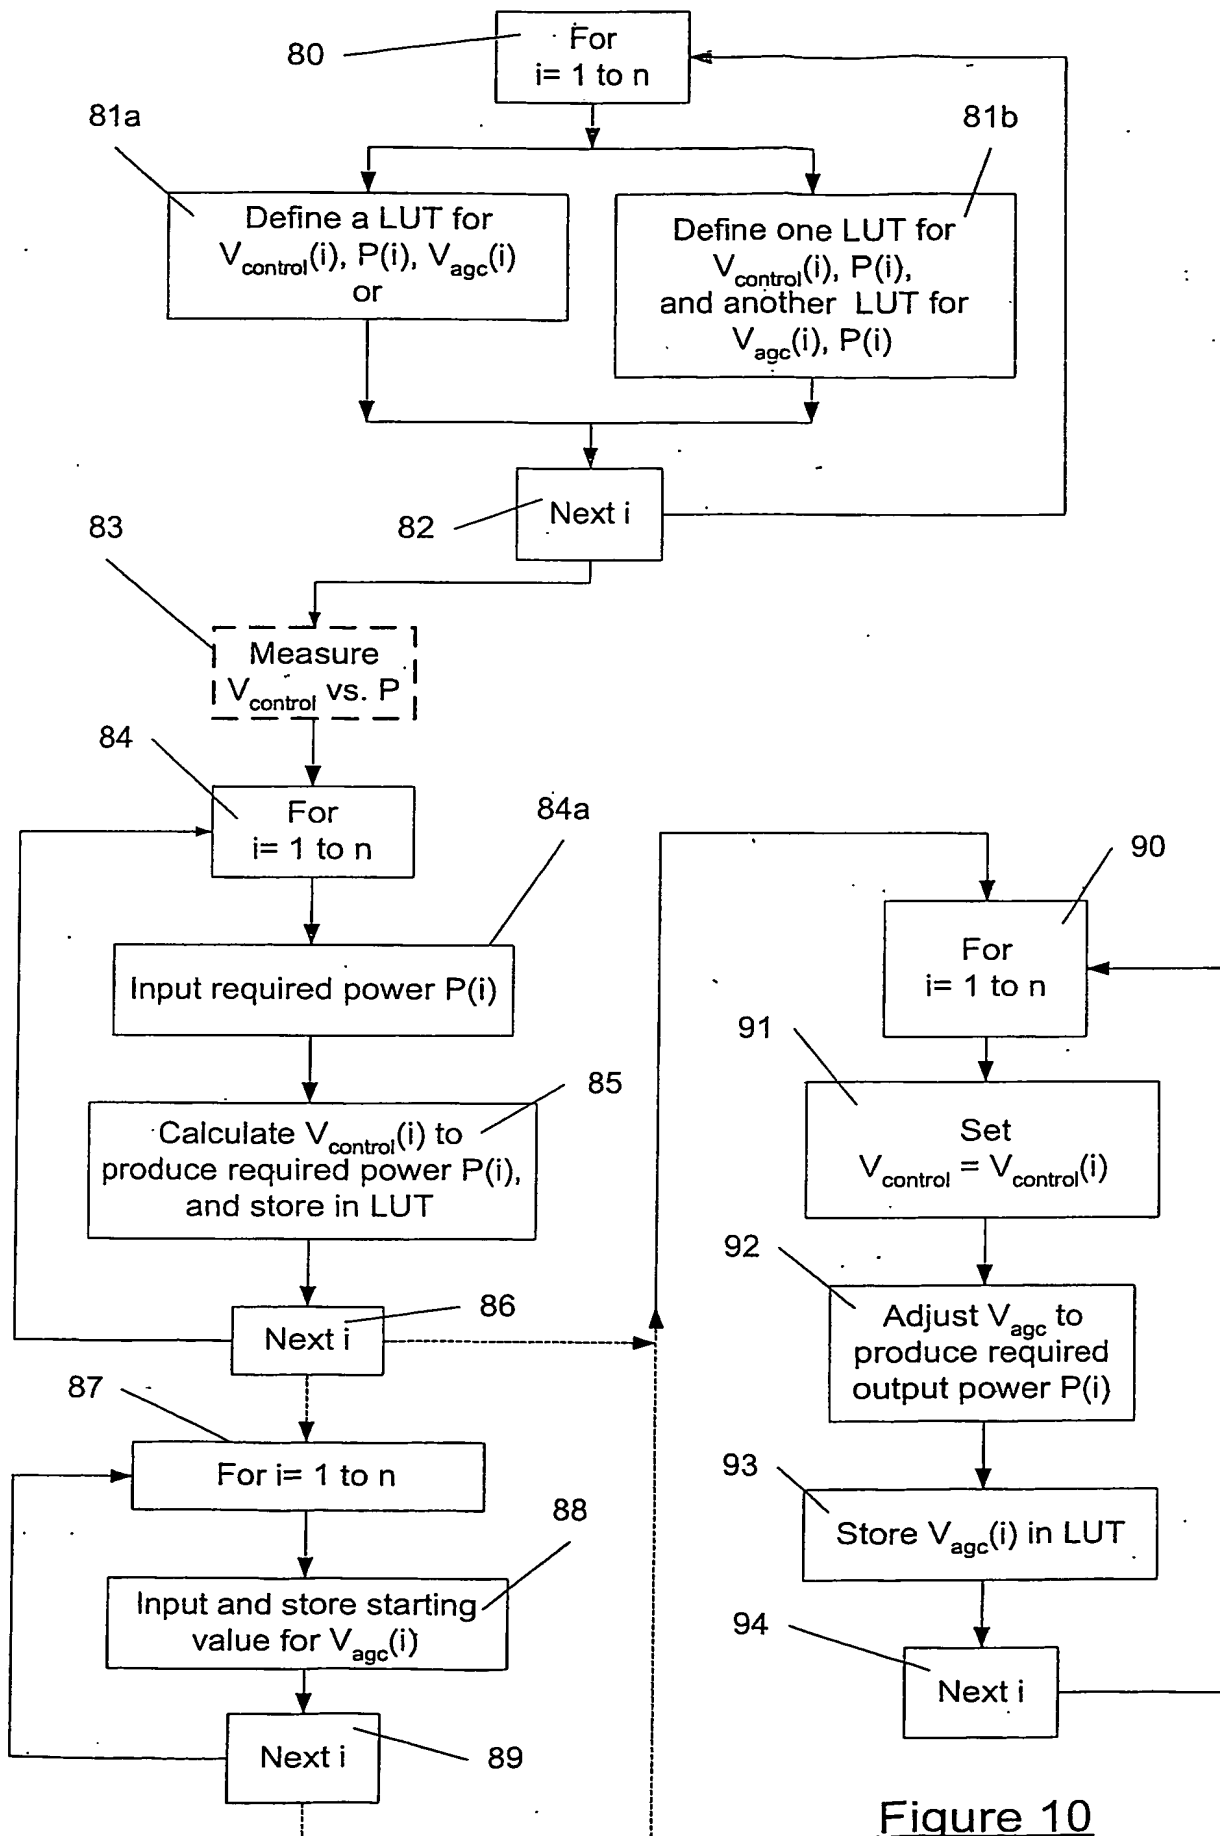 80
For
i= 1 to n
81a
81b
Define a LUT for
Vcontrol(i), P(i), Vagc(i)
or
Define one LUT for
Vcontrol(i), P(i),
and another LUT for
Vagc(i), P(i)
82
Next i
83
Measure
Vcontrol vs. P
84
For
i= 1 to n
84a
Input required power P(i)
85
Calculate Vcontrol(i) to
produce required power P(i),
and store in LUT
86
Next i
87
For i= 1 to n
88
Input and store starting
value for Vagc(i)
89
Next i
90
For
i= 1 to n
91
Set
Vcontrol = Vcontrol(i)
92
Adjust Vagc to
produce required
output power P(i)
93
Store Vagc(i) in LUT
94
Next i
Figure 10